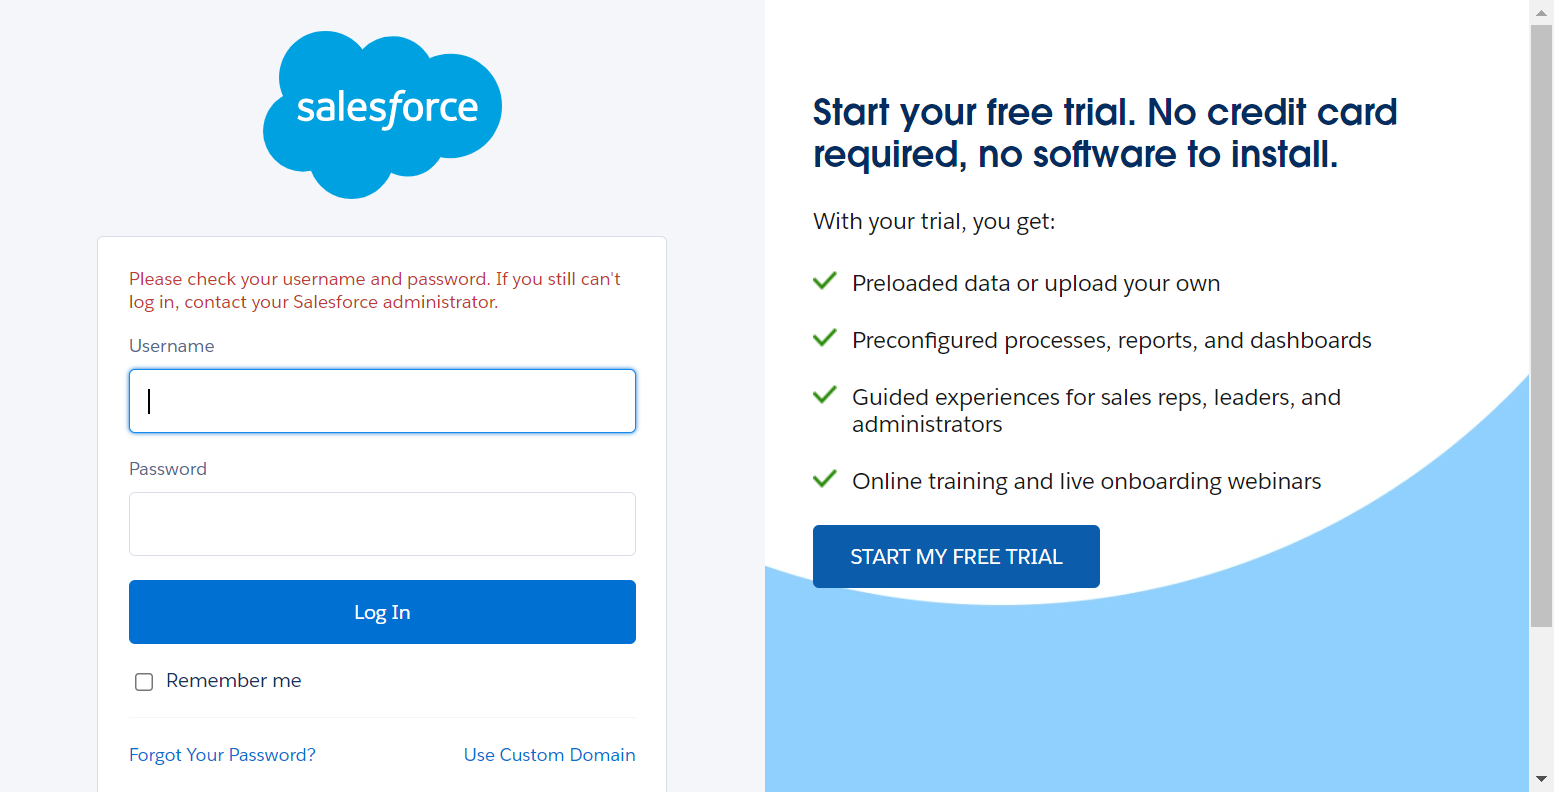 salesforce
Please check your username and password. If you still can't
log in, contact your Salesforce administrator.
Username
Password
Log In
Remember me
Forgot Your Password?
Use Custom Domain
Start your free trial. No credit card
required, no software to install.
With your trial, you get:
Preloaded data or upload your own
Preconfigured processes, reports, and dashboards
Guided experiences for sales reps, leaders, and
administrators
Online training and live onboarding webinars
START MY FREE TRIAL